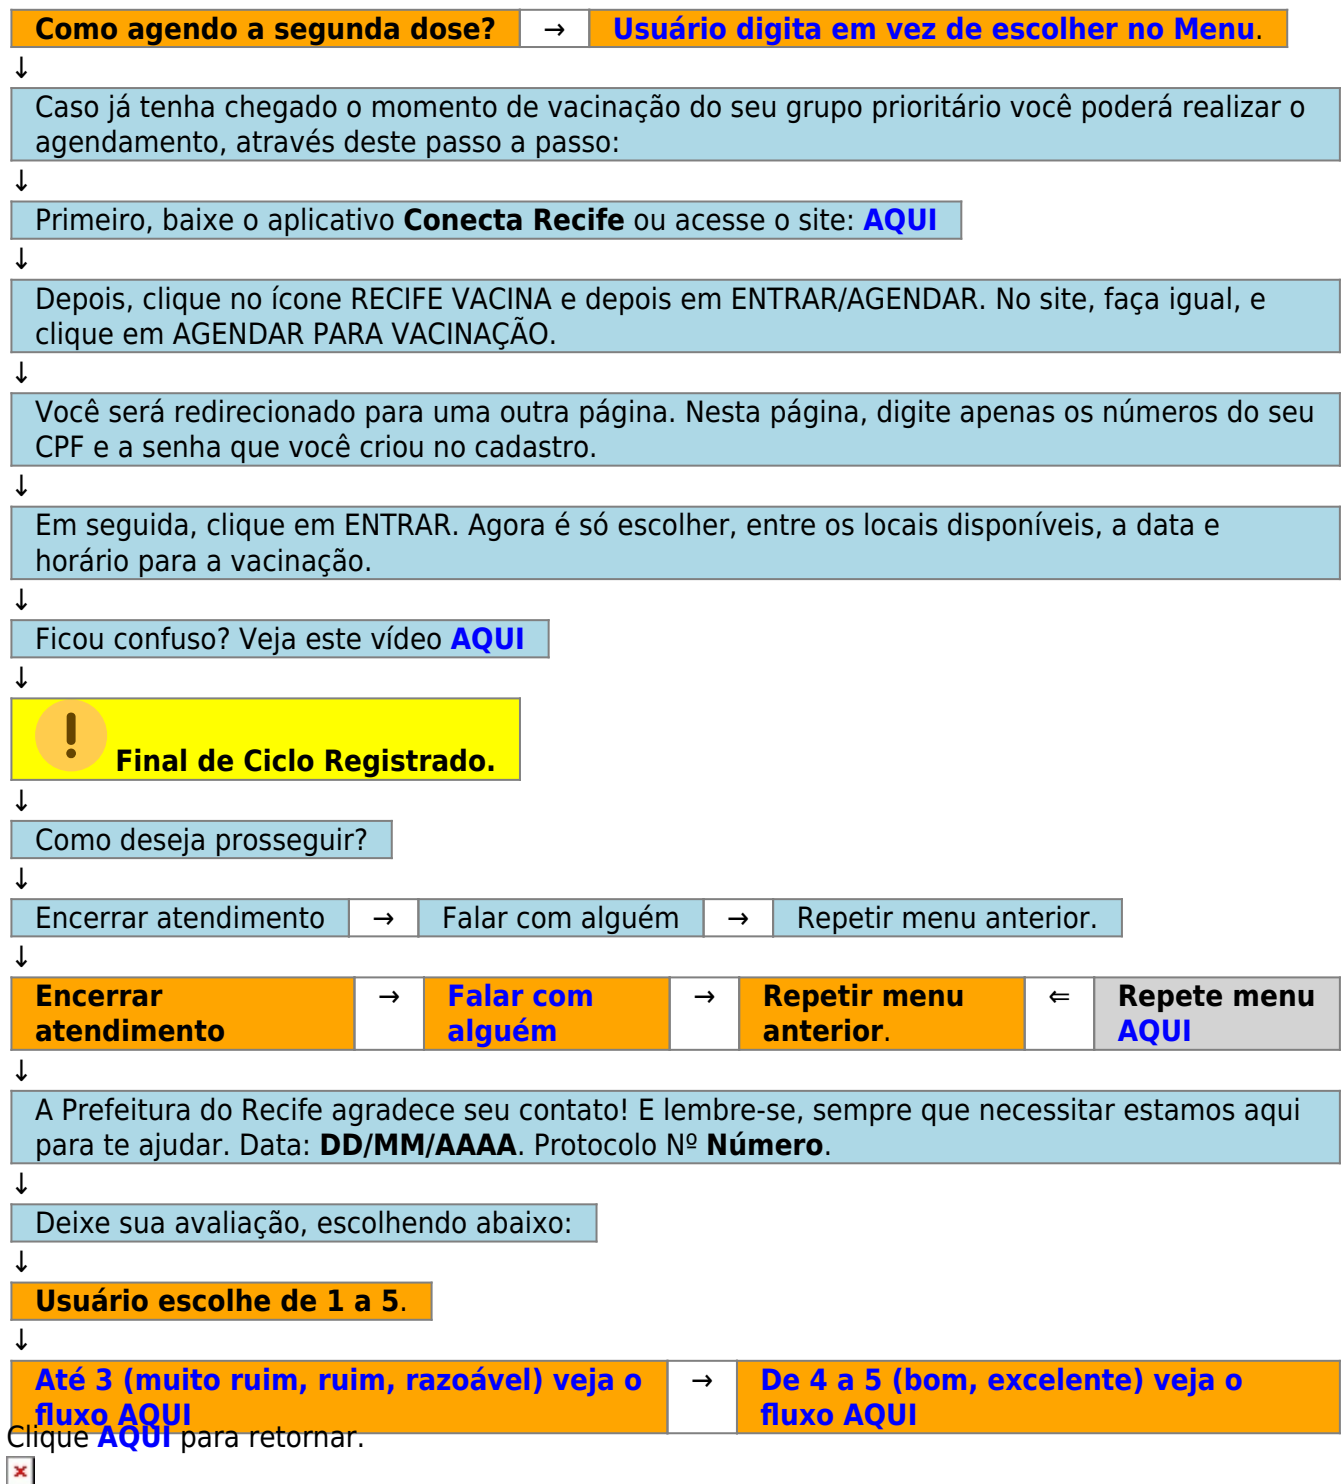 Como agendo a segunda dose? → Usuário digita em vez de escolher no Menu.
↓
Caso já tenha chegado o momento de vacinação do seu grupo prioritário você poderá realizar o
agendamento, através deste passo a passo:
↓
Primeiro, baixe o aplicativo Conecta Recife ou acesse o site: AQUI
↓
Depois, clique no ícone RECIFE VACINA e depois em ENTRAR/AGENDAR. No site, faça igual, e
clique em AGENDAR PARA VACINAÇÃO.
↓
Você será redirecionado para uma outra página. Nesta página, digite apenas os números do seu
CPF e a senha que você criou no cadastro.
↓
Em seguida, clique em ENTRAR. Agora é só escolher, entre os locais disponíveis, a data e
horário para a vacinação.
↓
Ficou confuso? Veja este vídeo AQUI
↓
Final de Ciclo Registrado.
↓
Como deseja prosseguir?
↓
Encerrar atendimento → Falar com alguém → Repetir menu anterior.
↓
Encerrar → Falar com → Repetir menu ⇐ Repete menu
atendimento alguém anterior. AQUI
↓
A Prefeitura do Recife agradece seu contato! E lembre-se, sempre que necessitar estamos aqui
para te ajudar. Data: DD/MM/AAAA. Protocolo Nº Número.
↓
Deixe sua avaliação, escolhendo abaixo:
↓
Usuário escolhe de 1 a 5.
↓
Até 3 (muito ruim, ruim, razoável) veja o → De 4 a 5 (bom, excelente) veja o
fluxo AQUI fluxo AQUI
Clique AQUI para retornar.